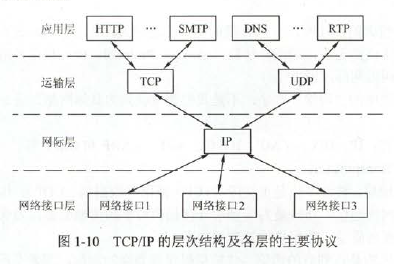 应用层 HTTP … SMTP DNS … RTP
运输层 TCP UDP
网际层 IP
网络接口层 网络接口1 网络接口2 网络接口3
图 1-10 TCP/IP 的层次结构及各层的主要协议